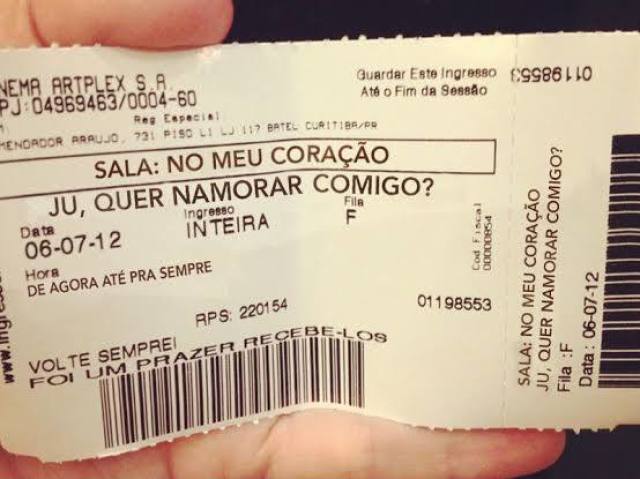 NEMA ARTPLEX S.A.
PJ:04969463/0004-60
Reg Especial
MENDADOR ARAUJO, 731 PISO L1 LJ 117 BATEL CURITIBA/PR
Guardar Este Ingresso
Até o Fim da Sessão
SALA: NO MEU CORAÇÃO
JU, QUER NAMORAR COMIGO?
Data
06-07-12
Ingresso
INTEIRA
Fila
F
Hora
DE AGORA ATÉ PRA SEMPRE
Cod Fiscal
00000854
RPS: 220154
01198553
VOLTE SEMPRE!
FOI UM PRAZER RECEBE-LOS
01198553
SALA: NO MEU CORAÇÃO
JU, QUER NAMORAR COMIGO?
Fila :F
Data: 06-07-12